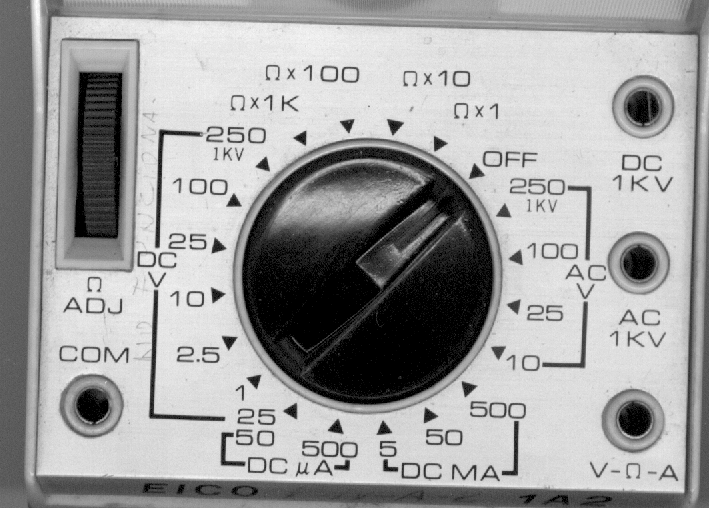 Ω×100 Ω×10
Ω×1K Ω×1
250
1KV
OFF
250
1KV
DC
1KV
100
25
DC
V
10
2.5
1
25
100
AC
V
25
10
Ω
ADJ
COM
AC
1KV
50 500
DC μA
5 50 500
DC MA
V-Ω-A
EICO 1A2